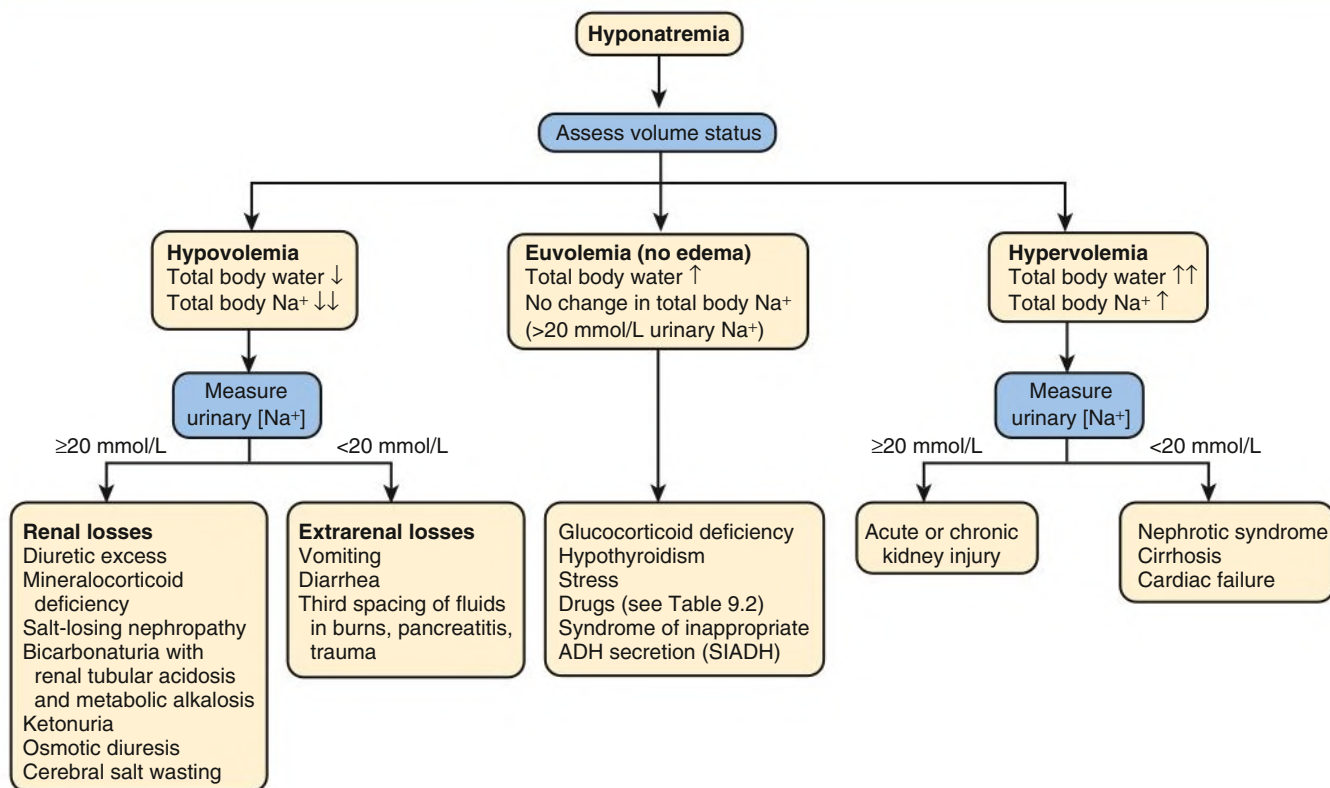 Hyponatremia
Assess volume status
Hypovolemia
Total body water ↓
Total body Na⁺ ↓↓
Euvolemia (no edema)
Total body water ↑
No change in total body Na⁺
(>20 mmol/L urinary Na⁺)
Hypervolemia
Total body water ↑↑
Total body Na⁺ ↑
Measure
urinary [Na⁺]
≥20 mmol/L
<20 mmol/L
Measure
urinary [Na⁺]
≥20 mmol/L
<20 mmol/L
Renal losses
Diuretic excess
Mineralocorticoid
deficiency
Salt-losing nephropathy
Bicarbonaturia with
renal tubular acidosis
and metabolic alkalosis
Ketonuria
Osmotic diuresis
Cerebral salt wasting
Extrarenal losses
Vomiting
Diarrhea
Third spacing of fluids
in burns, pancreatitis,
trauma
Glucocorticoid deficiency
Hypothyroidism
Stress
Drugs (see Table 9.2)
Syndrome of inappropriate
ADH secretion (SIADH)
Acute or chronic
kidney injury
Nephrotic syndrome
Cirrhosis
Cardiac failure